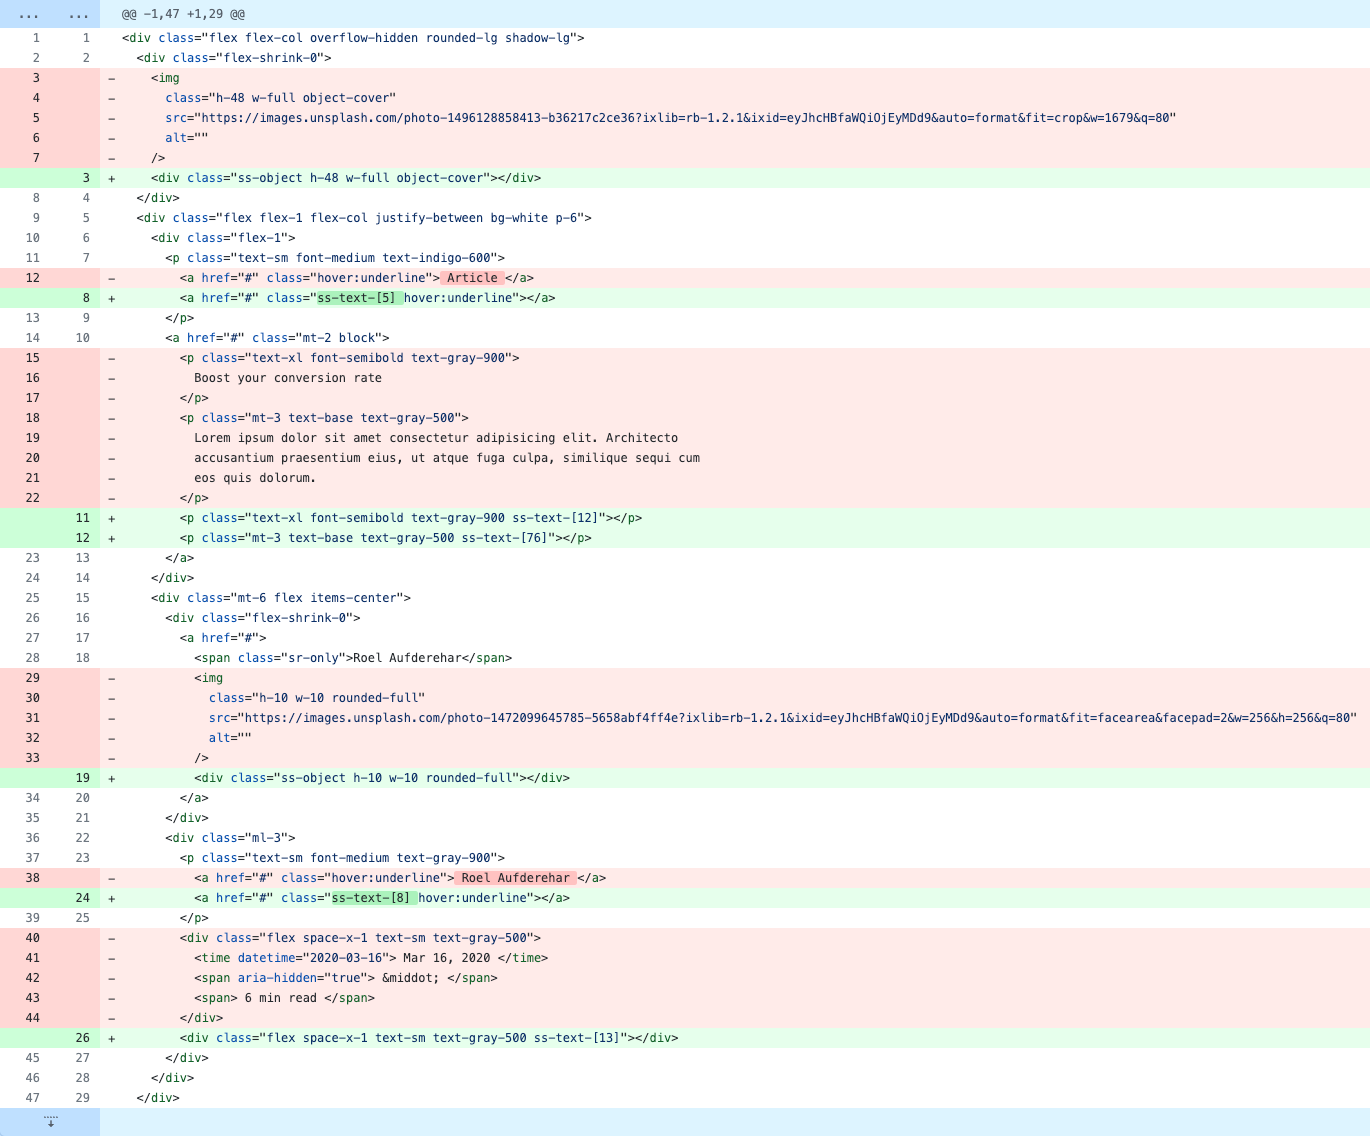 ... ... @@ -1,47 +1,29 @@
1 1 <div class="flex flex-col overflow-hidden rounded-lg shadow-lg">
2 2 <div class="flex-shrink-0">
3 - <img
4 - class="h-48 w-full object-cover"
5 - src="https://images.unsplash.com/photo-1496128858413-b36217c2ce36?ixlib=rb-1.2.1&ixid=eyJhcHBfaWQiOjEyMDd9&auto=format&fit=crop&w=1679&q=80"
6 - alt=""
7 - />
3 + <div class="ss-object h-48 w-full object-cover"></div>
8 4 </div>
9 5 <div class="flex flex-1 flex-col justify-between bg-white p-6">
10 6 <div class="flex-1">
11 7 <p class="text-sm font-medium text-indigo-600">
12 - <a href="#" class="hover:underline"> Article </a>
8 + <a href="#" class="ss-text-[5] hover:underline"></a>
13 9 </p>
14 10 <a href="#" class="mt-2 block">
15 - <p class="text-xl font-semibold text-gray-900">
16 - Boost your conversion rate
17 - </p>
18 - <p class="mt-3 text-base text-gray-500">
19 - Lorem ipsum dolor sit amet consectetur adipisicing elit. Architecto
20 - accusantium praesentium eius, ut atque fuga culpa, similique sequi cum
21 - eos quis dolorum.
22 - </p>
11 + <p class="text-xl font-semibold text-gray-900 ss-text-[12]"></p>
12 + <p class="mt-3 text-base text-gray-500 ss-text-[76]"></p>
23 13 </a>
24 14 </div>
25 15 <div class="mt-6 flex items-center">
26 16 <div class="flex-shrink-0">
27 17 <a href="#">
28 18 <span class="sr-only">Roel Aufderehar</span>
29 - <img
30 - class="h-10 w-10 rounded-full"
31 - src="https://images.unsplash.com/photo-1472099645785-5658abf4ff4e?ixlib=rb-1.2.1&ixid=eyJhcHBfaWQiOjEyMDd9&auto=format&fit=facearea&facepad=2&w=256&h=256&q=80"
32 - alt=""
33 - />
19 + <div class="ss-object h-10 w-10 rounded-full"></div>
34 20 </a>
35 21 </div>
36 22 <div class="ml-3">
37 23 <p class="text-sm font-medium text-gray-900">
38 - <a href="#" class="hover:underline"> Roel Aufderehar </a>
24 + <a href="#" class="ss-text-[8] hover:underline"></a>
39 25 </p>
40 - <div class="flex space-x-1 text-sm text-gray-500">
41 - <time datetime="2020-03-16"> Mar 16, 2020 </time>
42 - <span aria-hidden="true"> &middot; </span>
43 - <span> 6 min read </span>
44 - </div>
26 + <div class="flex space-x-1 text-sm text-gray-500 ss-text-[13]"></div>
45 27 </div>
46 28 </div>
47 29 </div>